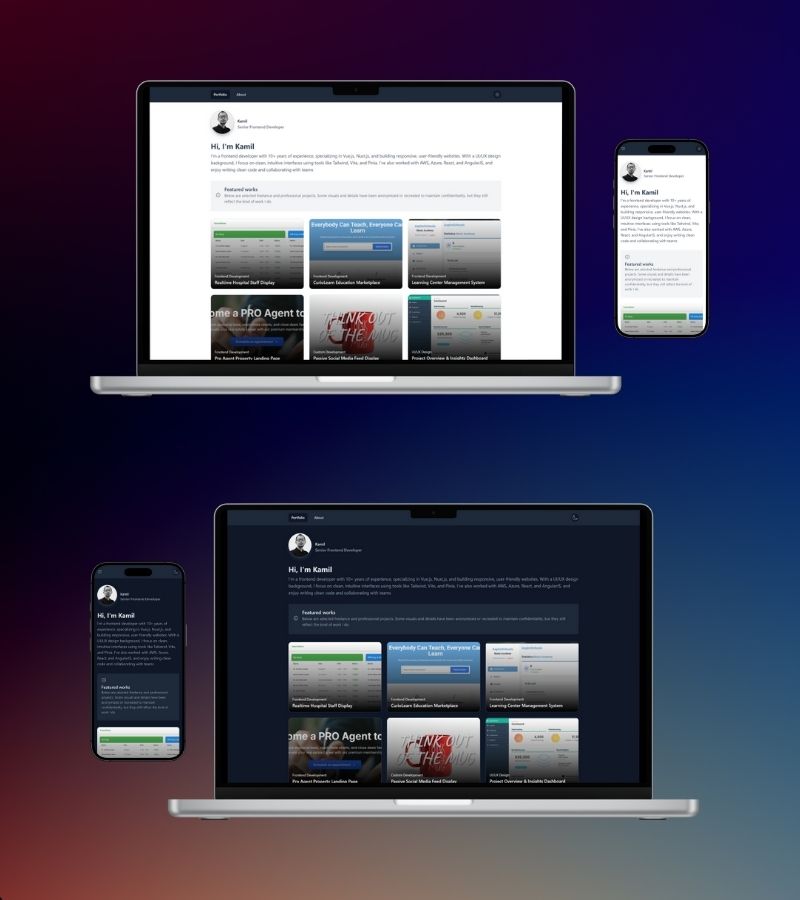 Portfolio About
Kamil
Senior Frontend Developer
Hi, I'm Kamil
I'm a frontend developer with 10+ years of experience, specializing in Vue.js, Nuxt.js, and building responsive, user-friendly websites. With a UI/UX design
background, I focus on clean, intuitive interfaces using tools like Tailwind, Vite, and Pinia. I've also worked with AWS, Azure, React, and AngularJS, and enjoy
enjoy writing clean code and collaborating with teams.
Featured works
Below are selected freelance and professional projects. Some visuals and details have been anonymized or recreated to maintain confidentiality, but they still
reflect the kind of work I do.
Everybody Can Teach, Everyone Can
Learn
Frontend Development
Realtime Hospital Staff Display
Frontend Development
CurioLearn Education Marketplace
Frontend Development
Learning Center Management System
ome a PRO Agent to
THINK OUT
OF THE MUG
Frontend Development
Pro Agent Property Landing Page
Custom Development
Passive Social Media Feed Display
UI/UX Design
Project Overview & Insights Dashboard
Kamil
Senior Frontend Developer
Hi, I'm Kamil
I'm a frontend developer with 10+ years of
experience, specializing in Vue.js, Nuxt.js, and
building responsive, user-friendly websites. With a
UI/UX design background, I focus on clean,
intuitive interfaces using tools like Tailwind, Vite,
and Pinia. I've also worked with AWS, Azure,
React, and AngularJS, and enjoy writing clean
code and collaborating with teams.
Featured works
Below are selected freelance and professional
projects. Some visuals and details have been
anonymized or recreated to maintain
confidentiality, but they still reflect the kind of
work I do.
Portfolio About
Kamil
Senior Frontend Developer
Hi, I'm Kamil
I'm a frontend developer with 10+ years of experience, specializing in Vue.js, Nuxt.js, and building responsive, user-friendly websites. With a UI/UX design
background, I focus on clean, intuitive interfaces using tools like Tailwind, Vite, and Pinia. I've also worked with AWS, Azure, React, and AngularJS, and
enjoy writing clean code and collaborating with teams.
Featured works
Below are selected freelance and professional projects. Some visuals and details have been anonymized or recreated to maintain confidentiality, but they still
reflect the kind of work I do.
Everybody Can Teach, Everyone Can
Learn
Frontend Development
Realtime Hospital Staff Display
Frontend Development
CurioLearn Education Marketplace
Frontend Development
Learning Center Management System
ome a PRO Agent to
THINK OUT
OF THE MUG
Frontend Development
Pro Agent Property Landing Page
Custom Development
Passive Social Media Feed Display
UI/UX Design
Project Overview & Insights Dashboard
Kamil
Senior Frontend Developer
Hi, I'm Kamil
I'm a frontend developer with 10+ years of
experience, specializing in Vue.js, Nuxt.js, and
building responsive, user-friendly websites. With a
UI/UX design background, I focus on clean,
intuitive interfaces using tools like Tailwind, Vite,
and Pinia. I've also worked with AWS, Azure,
React, and AngularJS, and enjoy writing clean
code and collaborating with teams.
Featured works
Below are selected freelance and professional
projects. Some visuals and details have been
anonymized or recreated to maintain
confidentiality, but they still reflect the kind of
work I do.